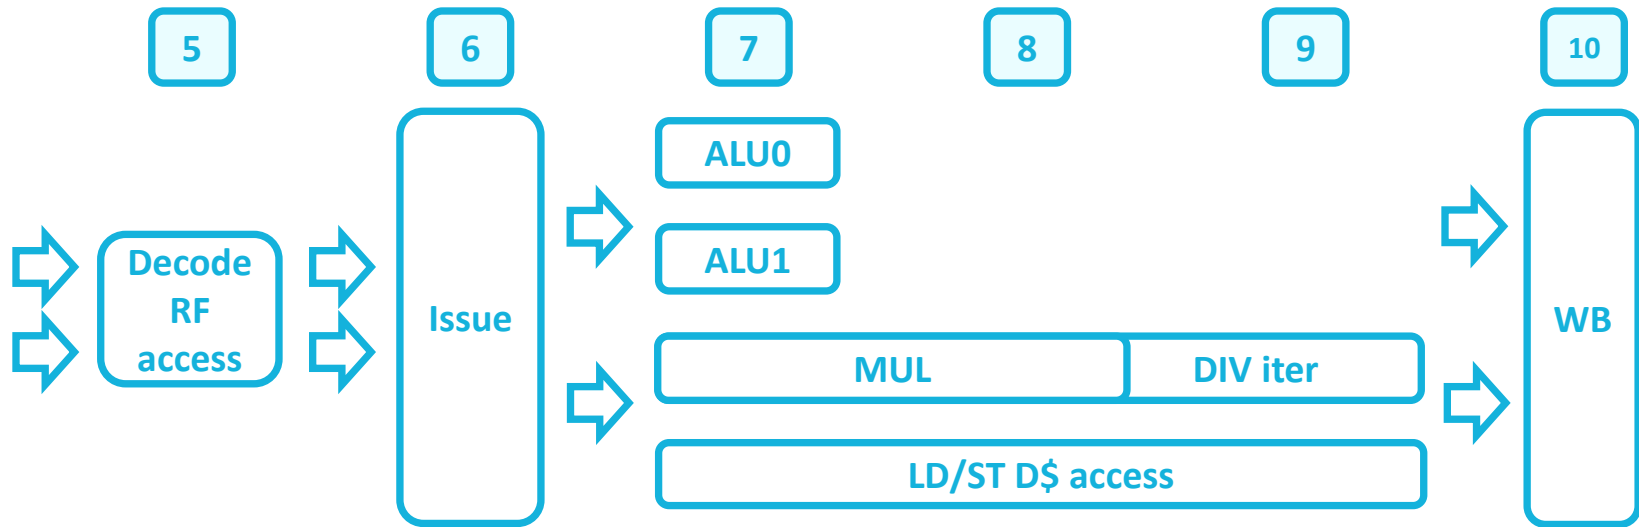 5
6
7
8
9
10
Decode
RF
access
Issue
ALU0
ALU1
MUL
DIV iter
LD/ST D$ access
WB